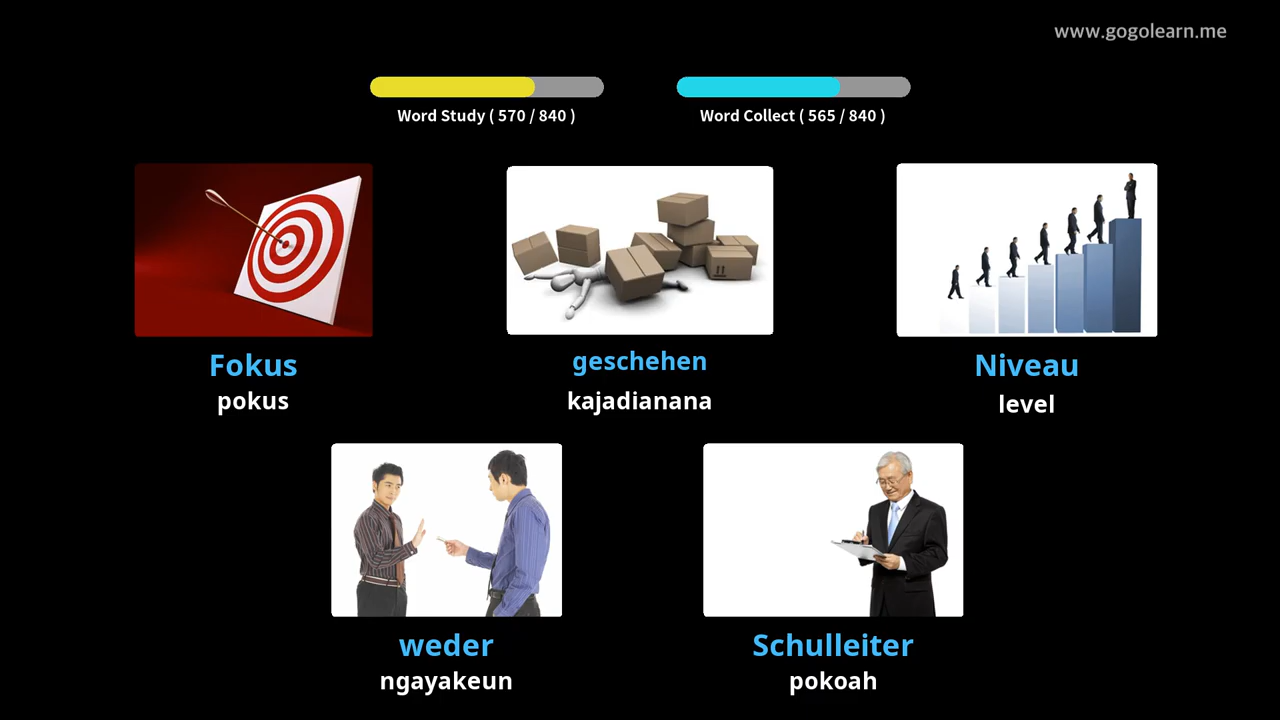 www.gogolearn.me
Word Study ( 570 / 840 )
Word Collect ( 565 / 840 )
Fokus
pokus
geschehen
kajadianana
Niveau
level
weder
ngayakeun
Schulleiter
pokoah